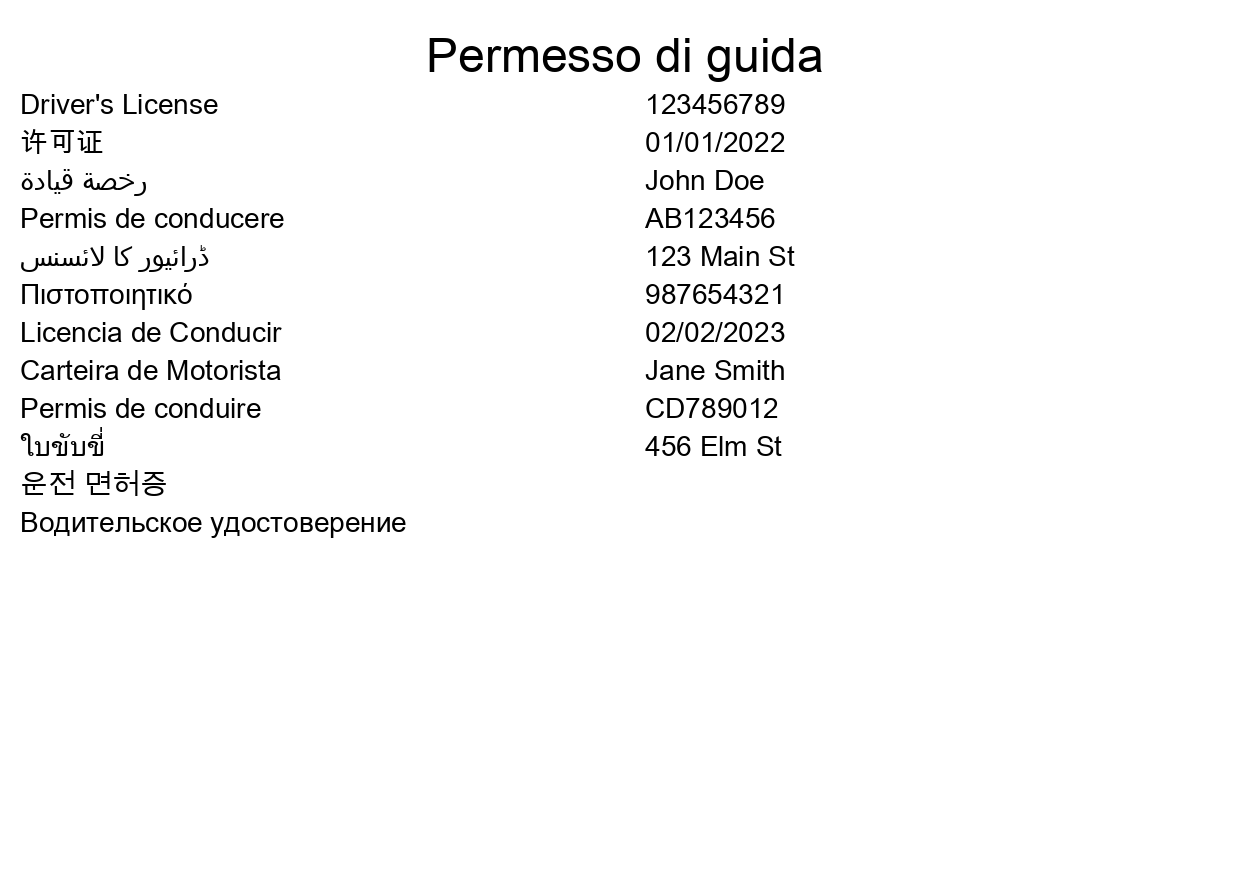 Permesso di guida
Driver's License 123456789
许可证 01/01/2022
رخصة قيادة John Doe
Permis de conducere AB123456
ڈرائیور کا لائسنس 123 Main St
Πιστοποιητικό 987654321
Licencia de Conducir 02/02/2023
Carteira de Motorista Jane Smith
Permis de conduire CD789012
ใบขับขี่ 456 Elm St
운전 면허증
Водительское удостоверение